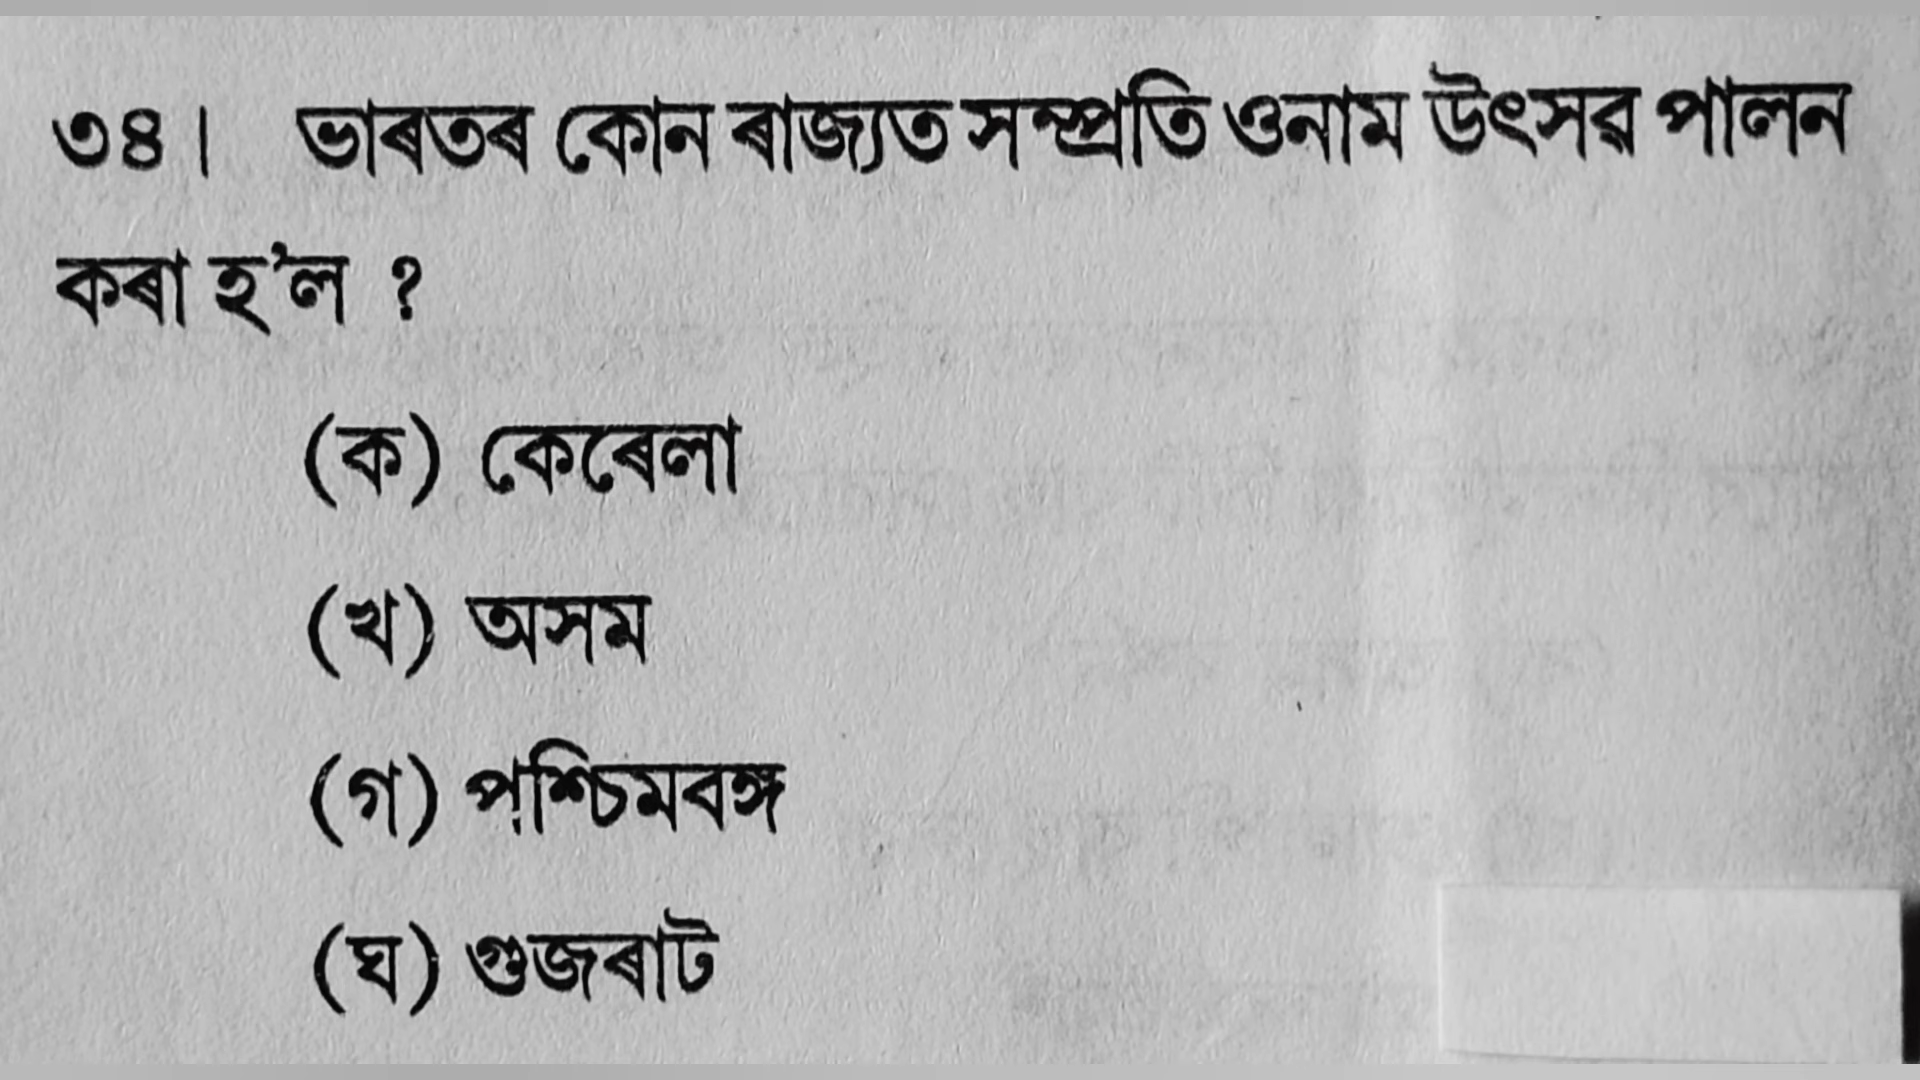 ৩৪। ভাৰতৰ কোন ৰাজ্যত সম্প্ৰতি ওনাম উৎসৱ পালন
কৰা হ'ল ?
(ক) কেৰেলা
(খ) অসম
(গ) পশ্চিমবঙ্গ
(ঘ) গুজৰাট